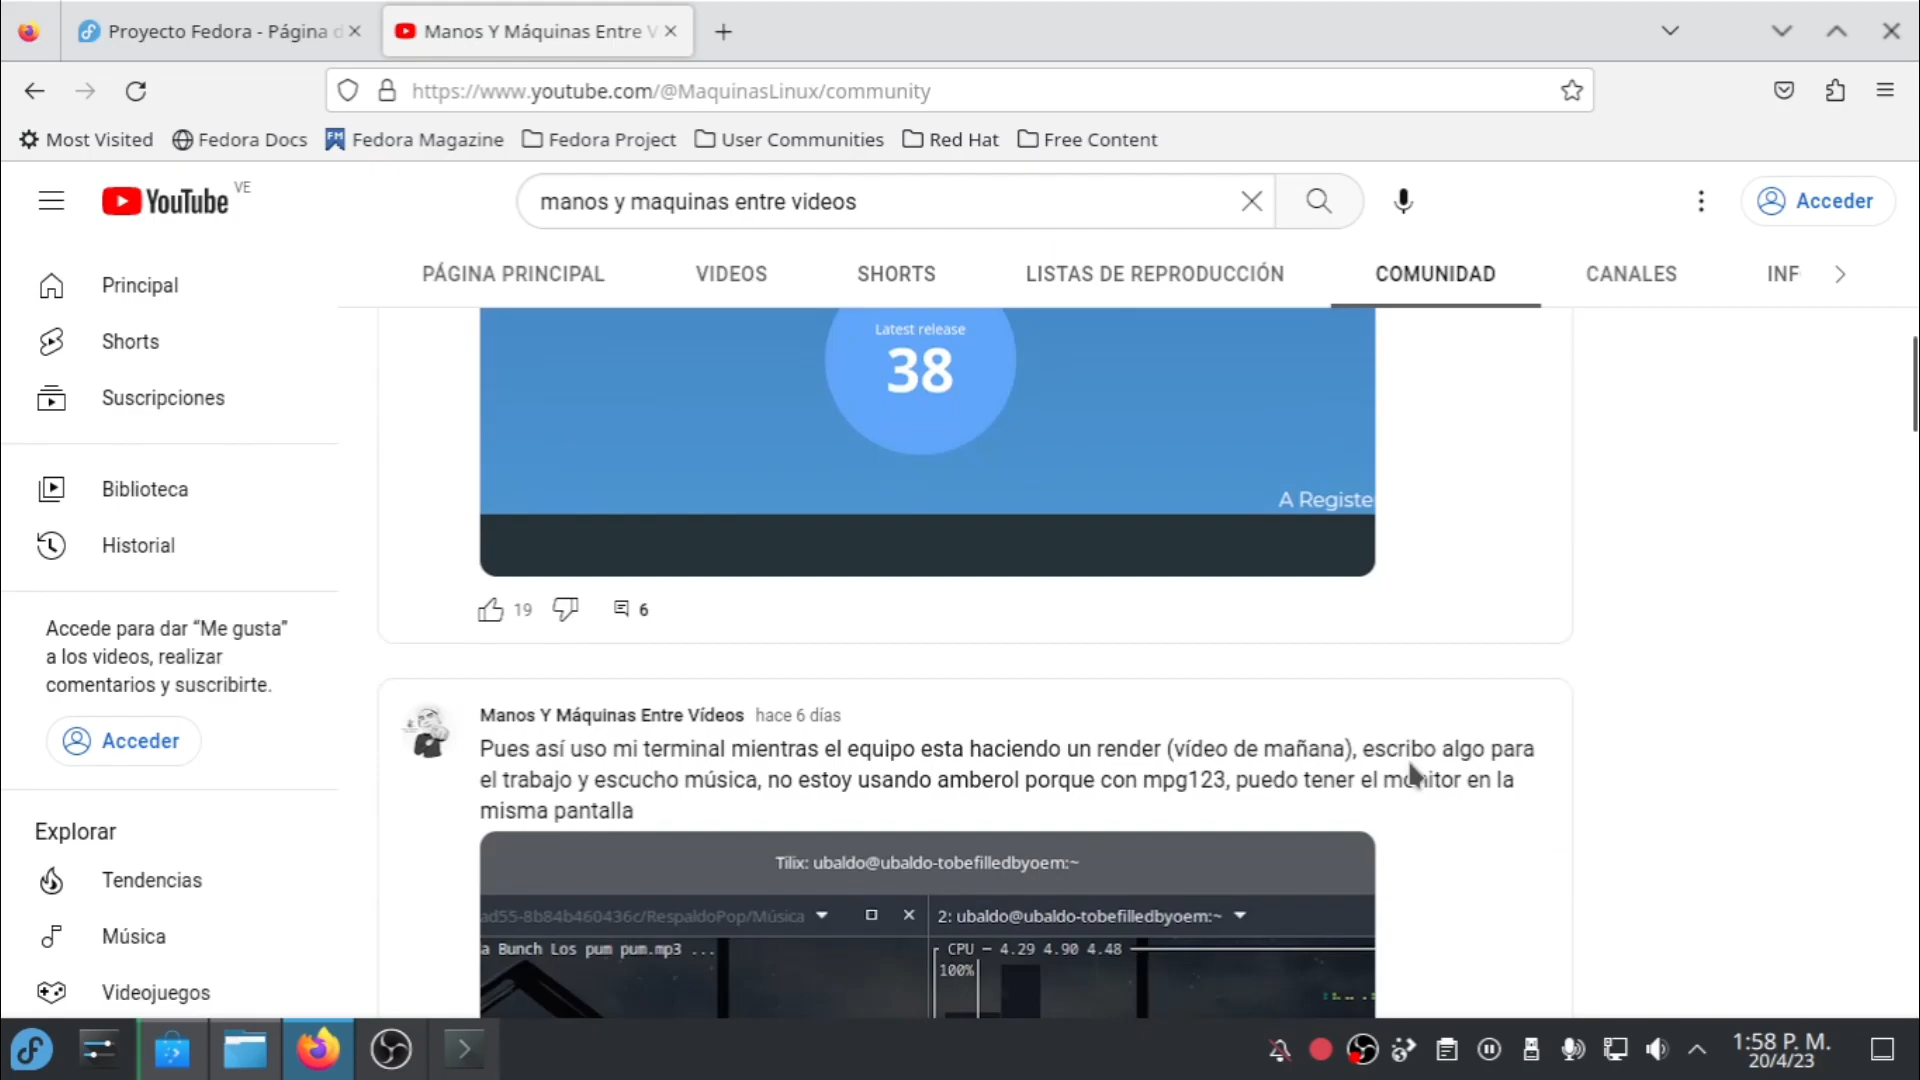 Proyecto Fedora - Página d
Manos Y Máquinas Entre V
https://www.youtube.com/@MaquinasLinux/community
Most Visited
Fedora Docs
FM
Fedora Magazine
Fedora Project
User Communities
Red Hat
Free Content
YouTube
VE
manos y maquinas entre videos
Acceder
PÁGINA PRINCIPAL
VIDEOS
SHORTS
LISTAS DE REPRODUCCIÓN
COMUNIDAD
CANALES
INF
Principal
Shorts
Suscripciones
Biblioteca
Historial
Accede para dar “Me gusta”
a los videos, realizar
comentarios y suscribirte.
Acceder
Explorar
Tendencias
Música
Videojuegos
Latest release
38
A Registe
19
6
Manos Y Máquinas Entre Vídeos hace 6 días
Pues así uso mi terminal mientras el equipo esta haciendo un render (vídeo de mañana), escribo algo para
el trabajo y escucho música, no estoy usando amberol porque con mpg123, puedo tener el monitor en la
misma pantalla
Tilix: ubaldo@ubaldo-tobefilledbyoem:~
ad55-8b84b460436c/RespaldoPop/Música
2: ubaldo@ubaldo-tobefilledbyoem:~
a Bunch Los pum pum.mp3 ...
CPU — 4.29 4.90 4.48
100%
1:58 P. M.
20/4/23